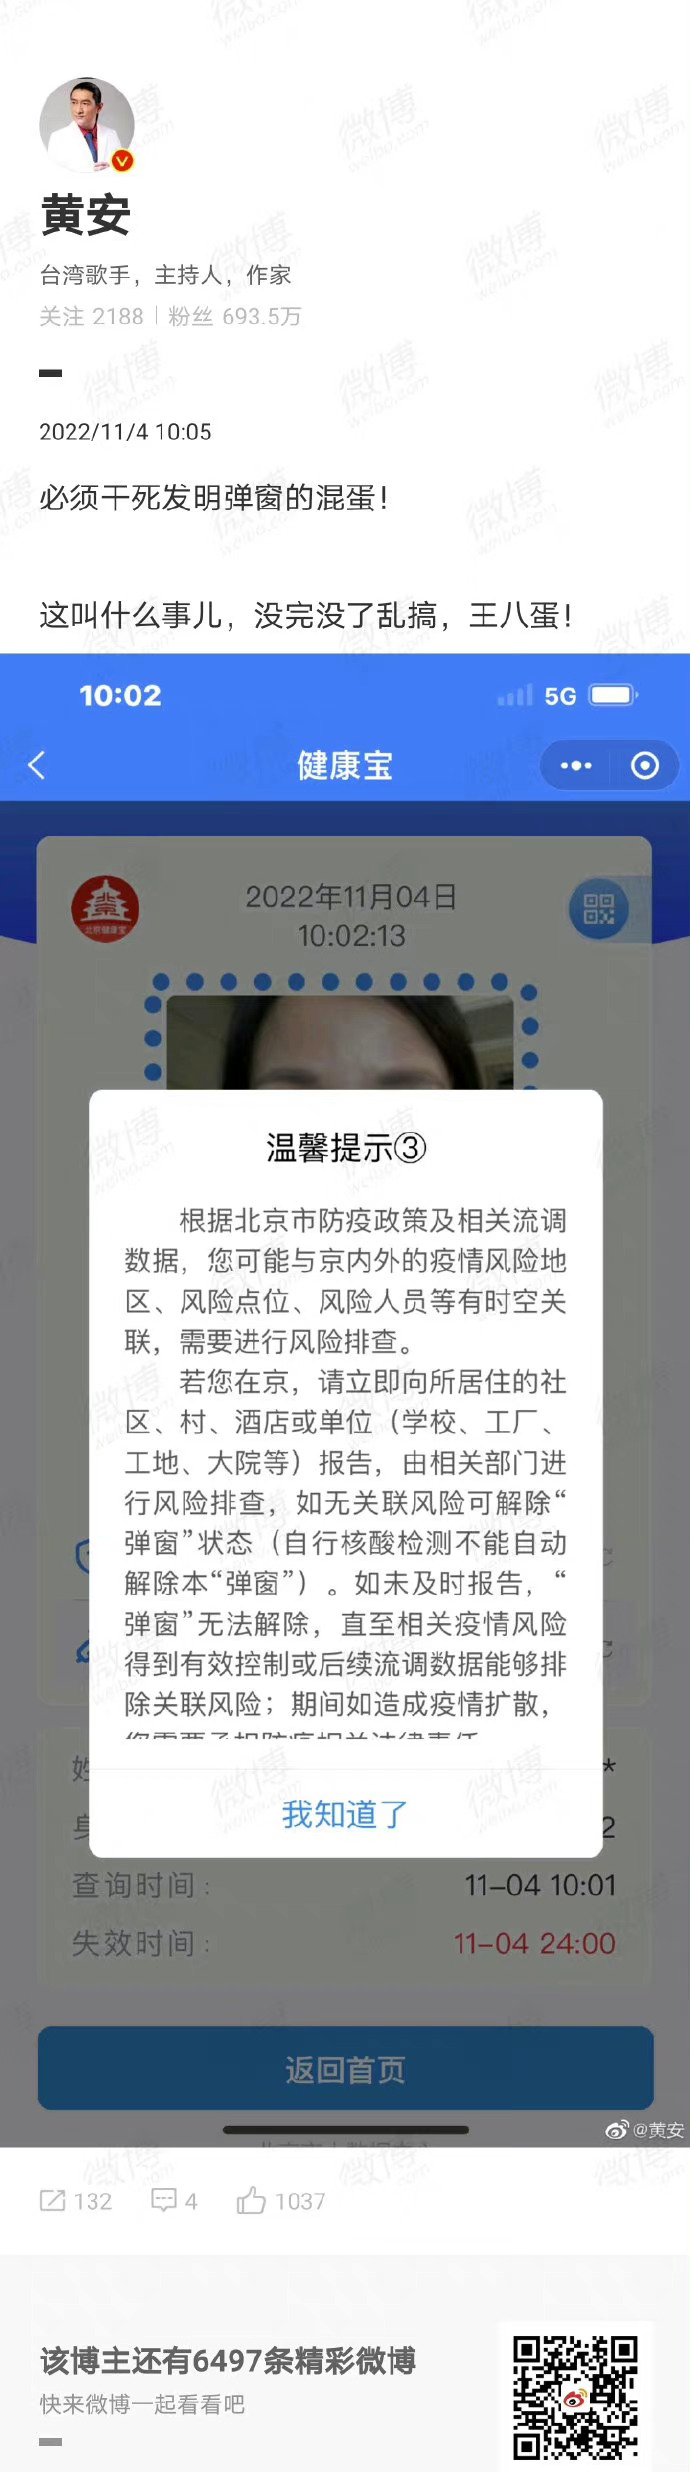 黄安
台湾歌手，主持人，作家
关注 2188 | 粉丝 693.5万
2022/11/4 10:05
必须干死发明弹窗的混蛋！
这叫什么事儿，没完没了乱搞，王八蛋！
10:02 5G
健康宝
2022年11月04日
北京健康宝
10:02:13
温馨提示③
根据北京市防疫政策及相关流调
数据，您可能与京内外的疫情风险地
区、风险点位、风险人员等有时空关
联，需要进行风险排查。
若您在京，请立即向所居住的社
区、村、酒店或单位（学校、工厂、
工地、大院等）报告，由相关部门进
行风险排查，如无关联风险可解除“
弹窗”状态（自行核酸检测不能自动
解除本“弹窗”）。如未及时报告，“
弹窗”无法解除，直至相关疫情风险
得到有效控制或后续流调数据能够排
除关联风险；期间如造成疫情扩散，
我知道了
姓 *
身 2
查询时间： 11-04 10:01
失效时间： 11-04 24:00
返回首页
@黄安
132 4 1037
该博主还有6497条精彩微博
快来微博一起看看吧
微博
weibo.com